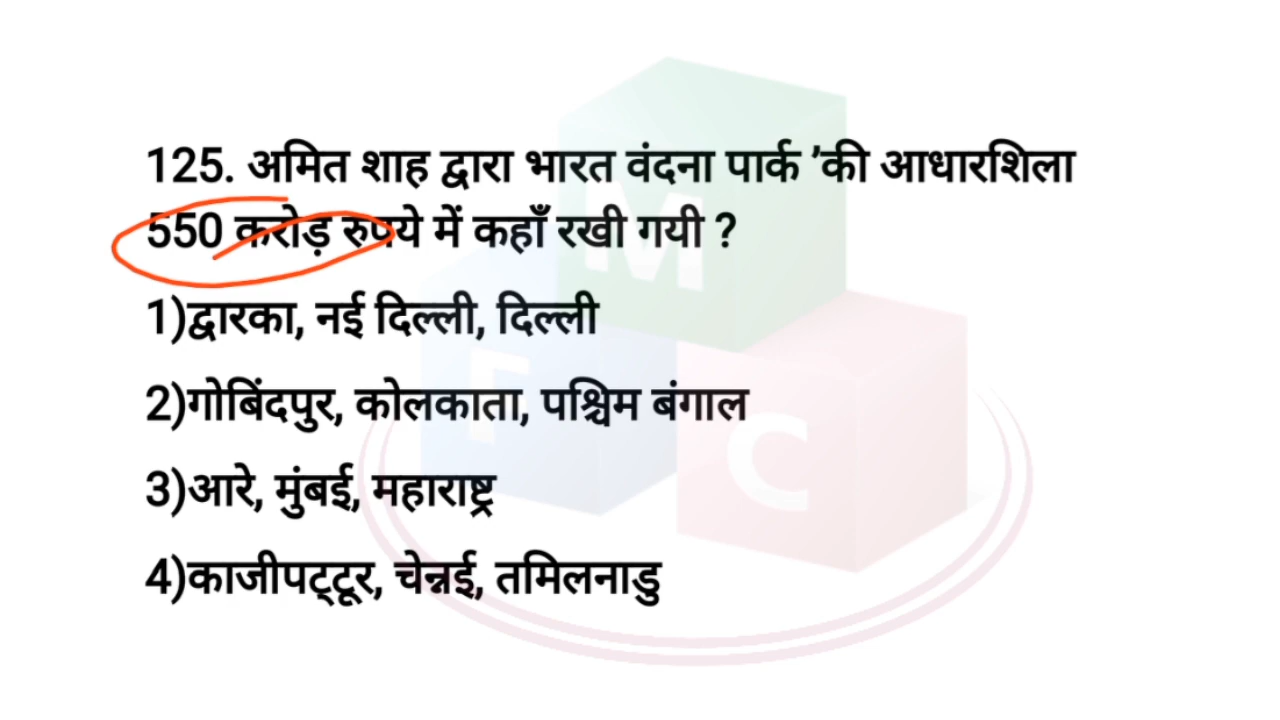 125. अमित शाह द्वारा भारत वंदना पार्क ’की आधारशिला
550 करोड़ रुपये में कहाँ रखी गयी ?
1)द्वारका, नई दिल्ली, दिल्ली
2)गोबिंदपुर, कोलकाता, पश्चिम बंगाल
3)आरे, मुंबई, महाराष्ट्र
4)काजीपट्टूर, चेन्नई, तमिलनाडु
M
F
C